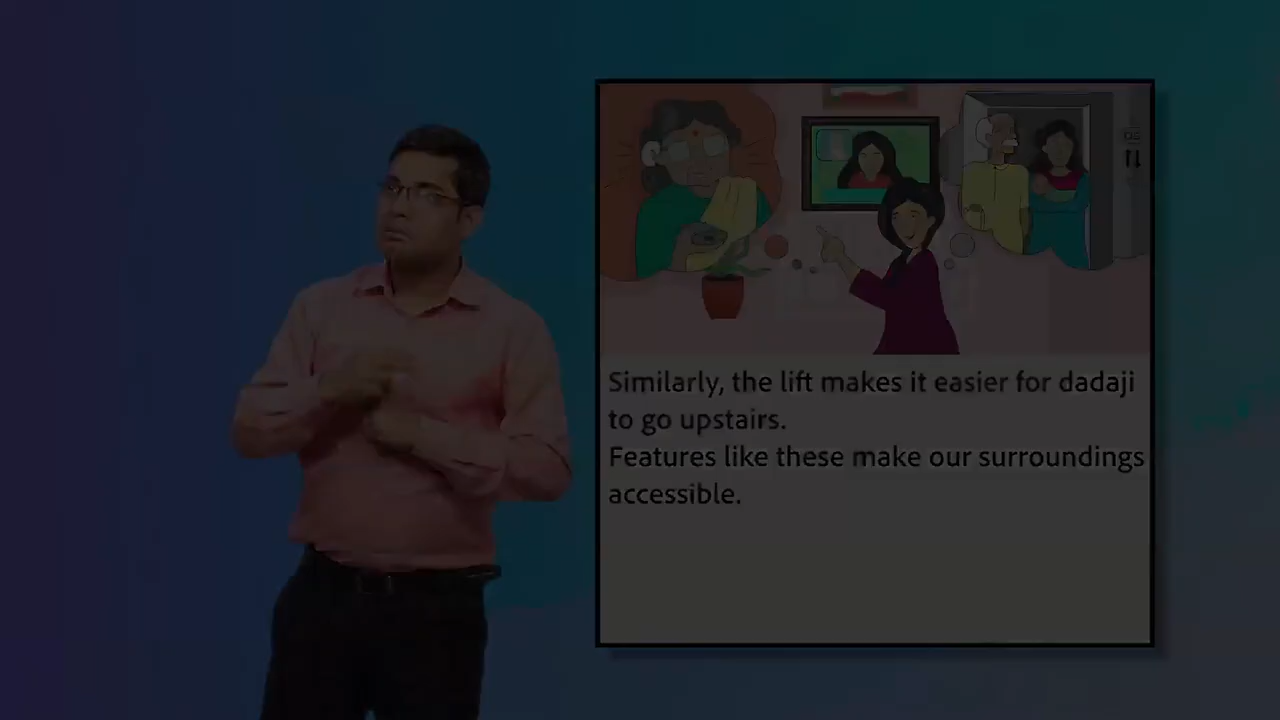 Similarly, the lift makes it easier for dadaji
to go upstairs.
Features like these make our surroundings
accessible.